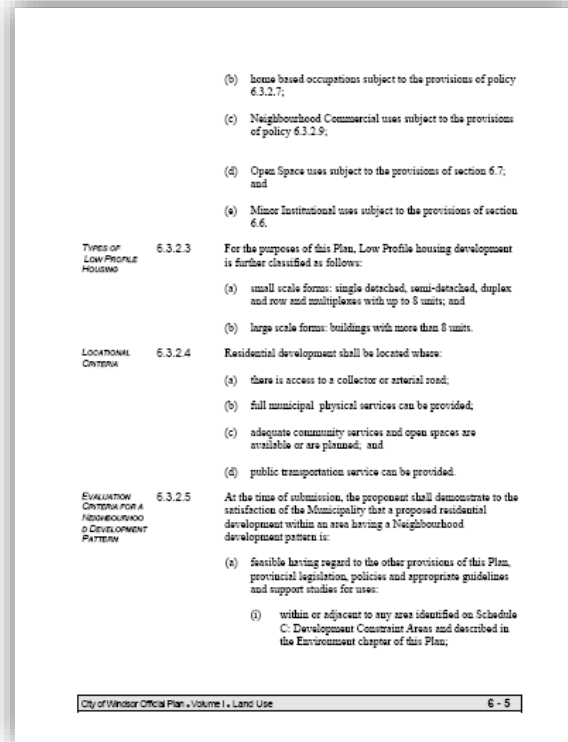 (b) home based occupations subject to the provisions of policy
6.3.2.7;
(c) Neighbourhood Commercial uses subject to the provisions
of policy 6.3.2.9;
(d) Open Space uses subject to the provisions of section 6.7;
and
(e) Minor Institutional uses subject to the provisions of section
6.6.
TYPES OF
LOW PROFILE
HOUSING
6.3.2.3
For the purposes of this Plan, Low Profile housing development
is further classified as follows:
(a) small scale forms: single detached, semi-detached, duplex
and row and multiplexes with up to 8 units; and
(b) large scale forms: buildings with more than 8 units.
LOCATIONAL
CRITERIA
6.3.2.4
Residential development shall be located where:
(a) there is access to a collector or arterial road;
(b) full municipal physical services can be provided;
(c) adequate community services and open spaces are
available or are planned; and
(d) public transportation service can be provided.
EVALUATION
CRITERIA FOR A
NEIGHBOURHOO
D DEVELOPMENT
PATTERN
6.3.2.5
At the time of submission, the proponent shall demonstrate to the
satisfaction of the Municipality that a proposed residential
development within an area having a Neighbourhood
development pattern is:
(a) feasible having regard to the other provisions of this Plan,
provincial legislation, policies and appropriate guidelines
and support studies for uses:
(i) within or adjacent to any area identified on Schedule
C: Development Constraint Areas and described in
the Environment chapter of this Plan;
City of Windsor Official Plan • Volume I • Land Use 6 - 5